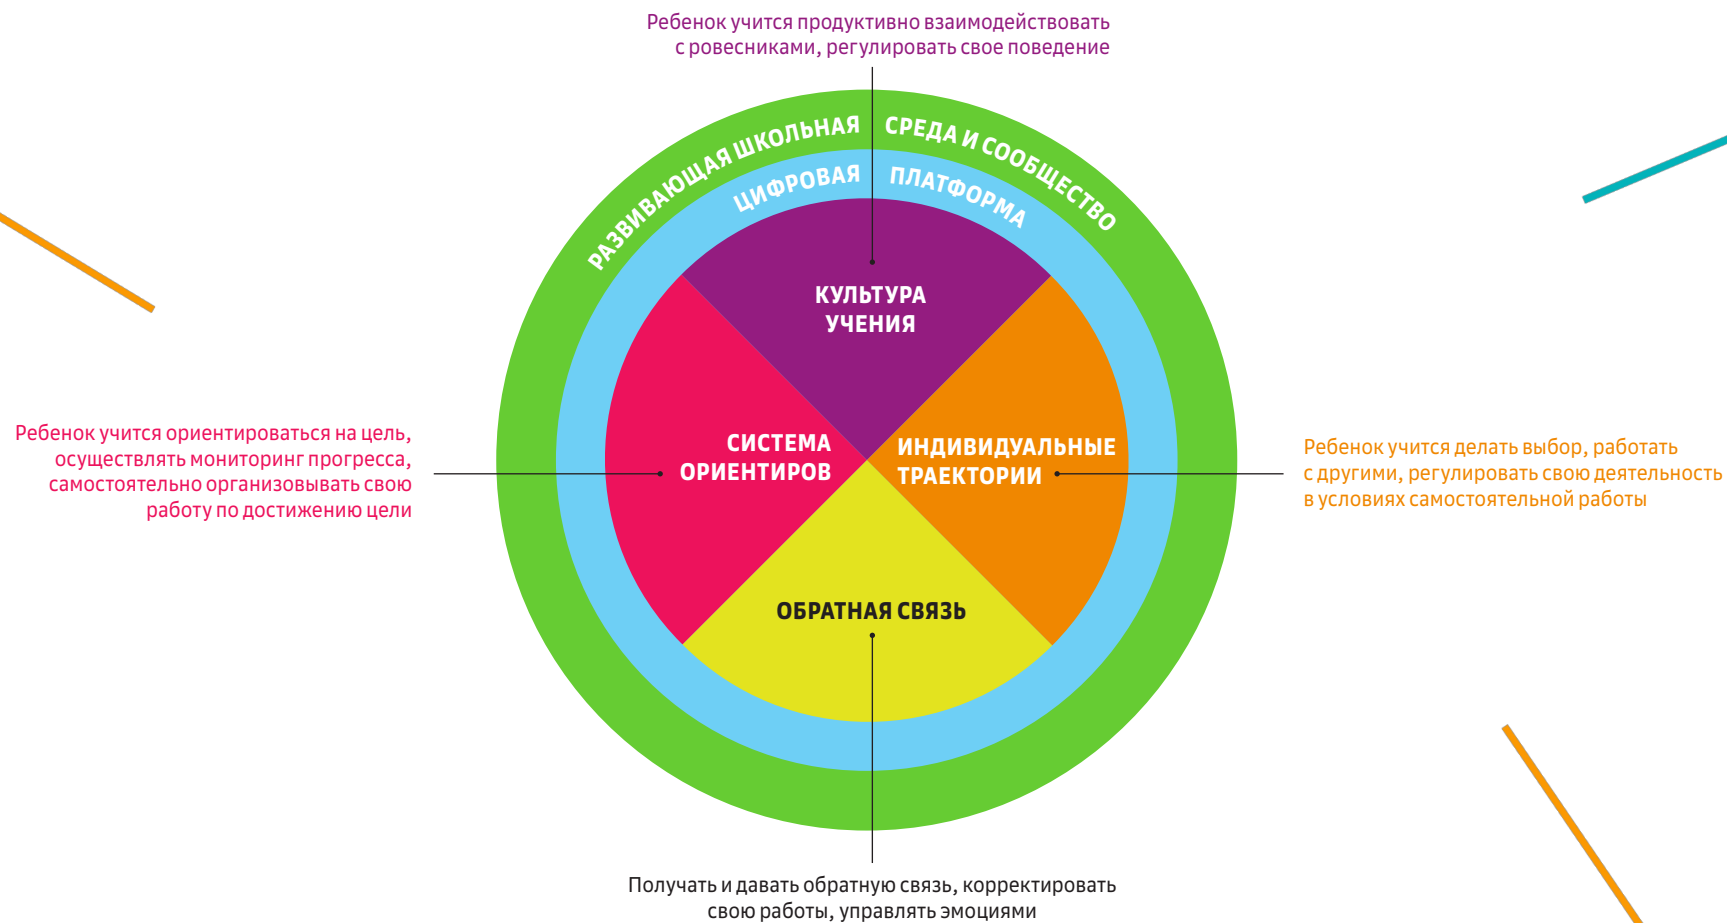 Ребенок учится продуктивно взаимодействовать
с ровесниками, регулировать свое поведение
РАЗВИВАЮЩАЯ ШКОЛЬНАЯ СРЕДА И СООБЩЕСТВО
ЦИФРОВАЯ ПЛАТФОРМА
КУЛЬТУРА
УЧЕНИЯ
Ребенок учится ориентироваться на цель,
осуществлять мониторинг прогресса,
самостоятельно организовывать свою
работу по достижению цели
СИСТЕМА
ОРИЕНТИРОВ
ИНДИВИДУАЛЬНЫЕ
ТРАЕКТОРИИ
Ребенок учится делать выбор, работать
с другими, регулировать свою деятельность
в условиях самостоятельной работы
ОБРАТНАЯ СВЯЗЬ
Получать и давать обратную связь, корректировать
свою работы, управлять эмоциями